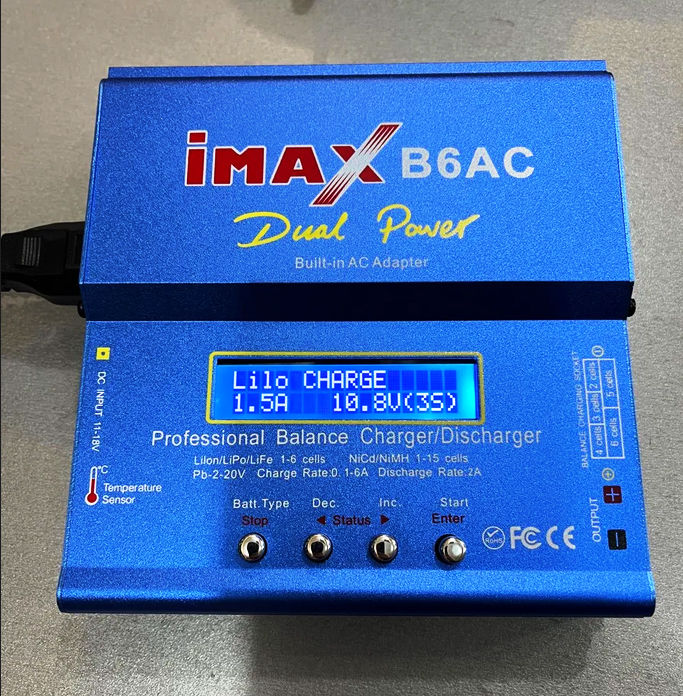 iMAX B6AC
Dual Power
Built-in AC Adapter
LiIo CHARGE
1.5A 10.8V(3S)
Professional Balance Charger/Discharger
LiIon/LiPo/LiFe 1-6 cells NiCd/NiMH 1-15 cells
Pb-2-20V Charge Rate:0.1-6A Discharge Rate:2A
DC INPUT 11-18V
°C
Temperature
Sensor
Batt.Type Dec. Inc. Start
Stop ◄ Status ► Enter
RoHS FC CE
BALANCE CHARGING SOCKET
2 cells
3 cells 5 cells
4 cells 6 cells
OUTPUT
+
−